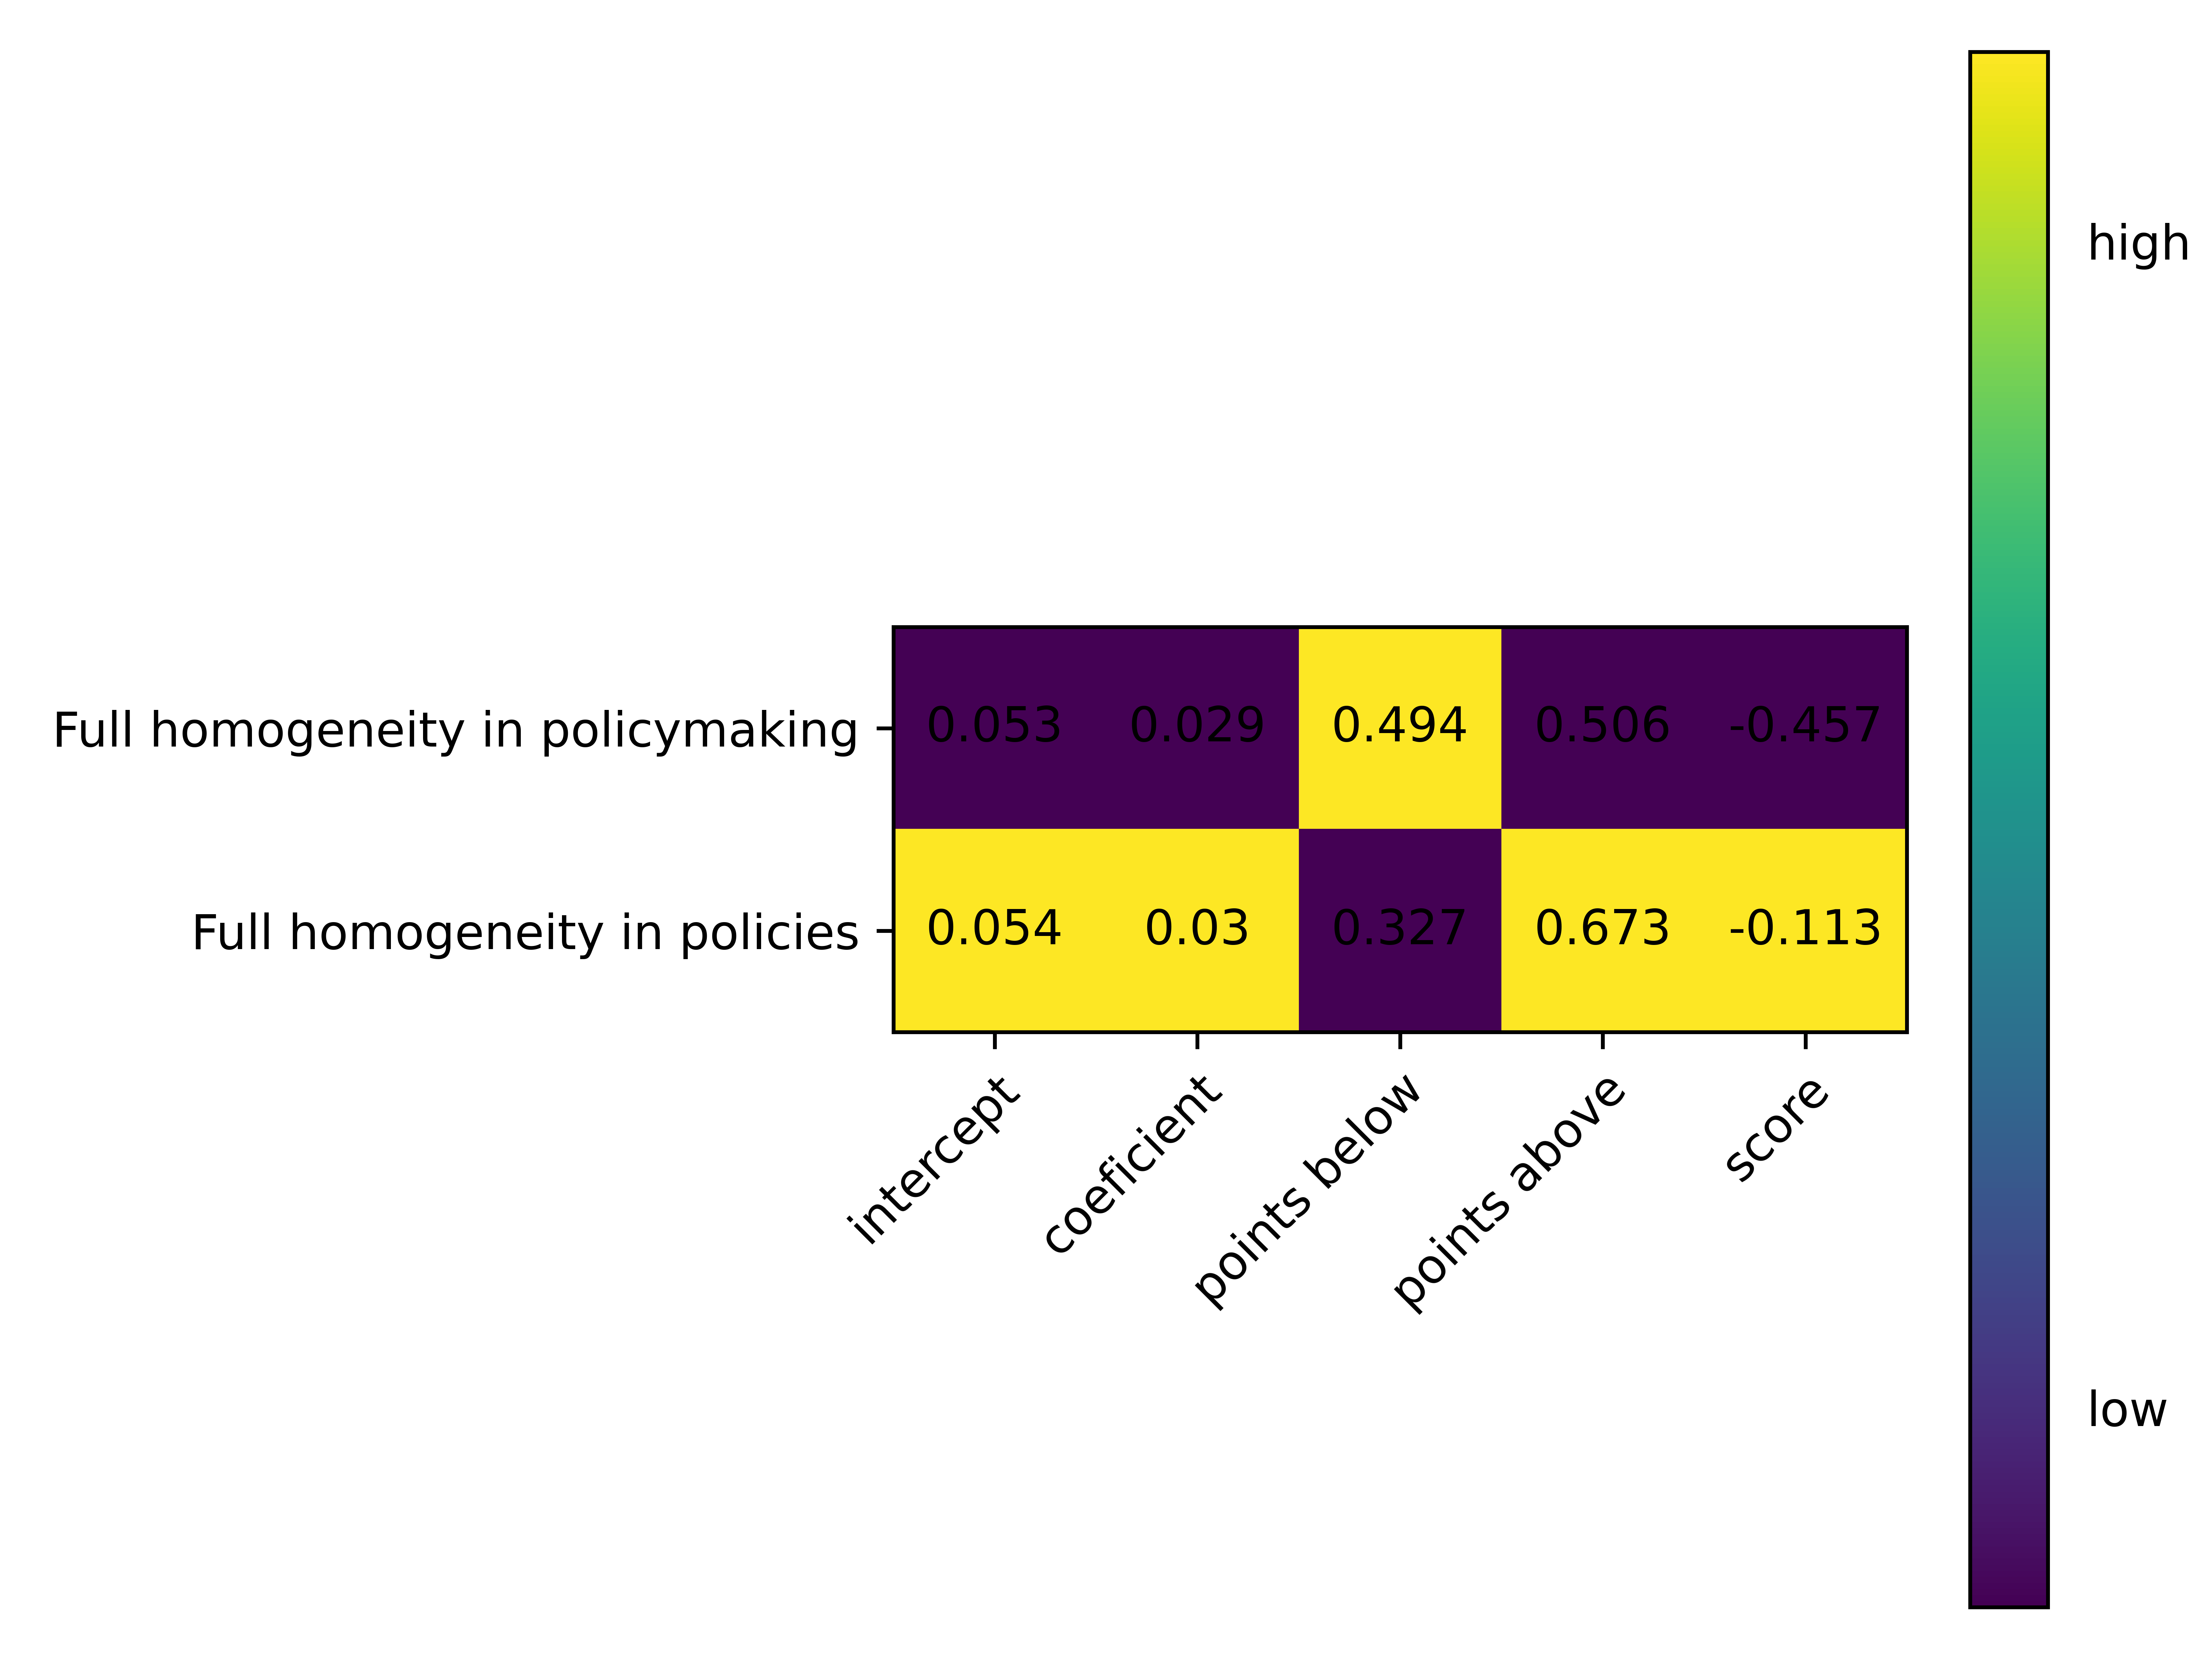 high
Full homogeneity in policymaking 0.053 0.029 0.494 0.506 -0.457
Full homogeneity in policies 0.054 0.03 0.327 0.673 -0.113
intercept
coeficient
points below
points above
score
low